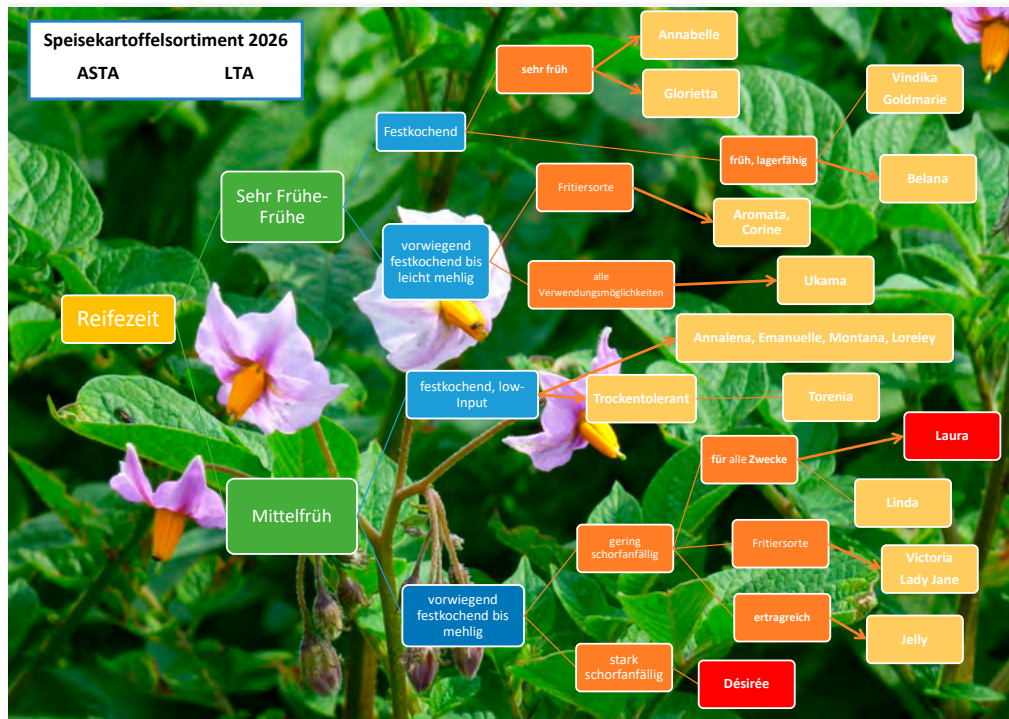 Speisekartoffelsortiment 2026
ASTA LTA
Reifezeit
Sehr Frühe-
Frühe
Festkochend
sehr früh
Annabelle
Glorietta
früh, lagerfähig
Vindika
Goldmarie
Belana
vorwiegend
festkochend bis
leicht mehlig
Fritiersorte
Aromata,
Corine
alle
Verwendungsmöglichkeiten
Ukama
Mittelfrüh
festkochend, low-
Input
Annalena, Emanuelle, Montana, Loreley
Trockentolerant
Torenia
vorwiegend
festkochend bis
mehlig
gering
schorfanfällig
für alle Zwecke
Laura
Linda
Fritiersorte
Victoria
Lady Jane
ertragreich
Jelly
stark
schorfanfällig
Désirée